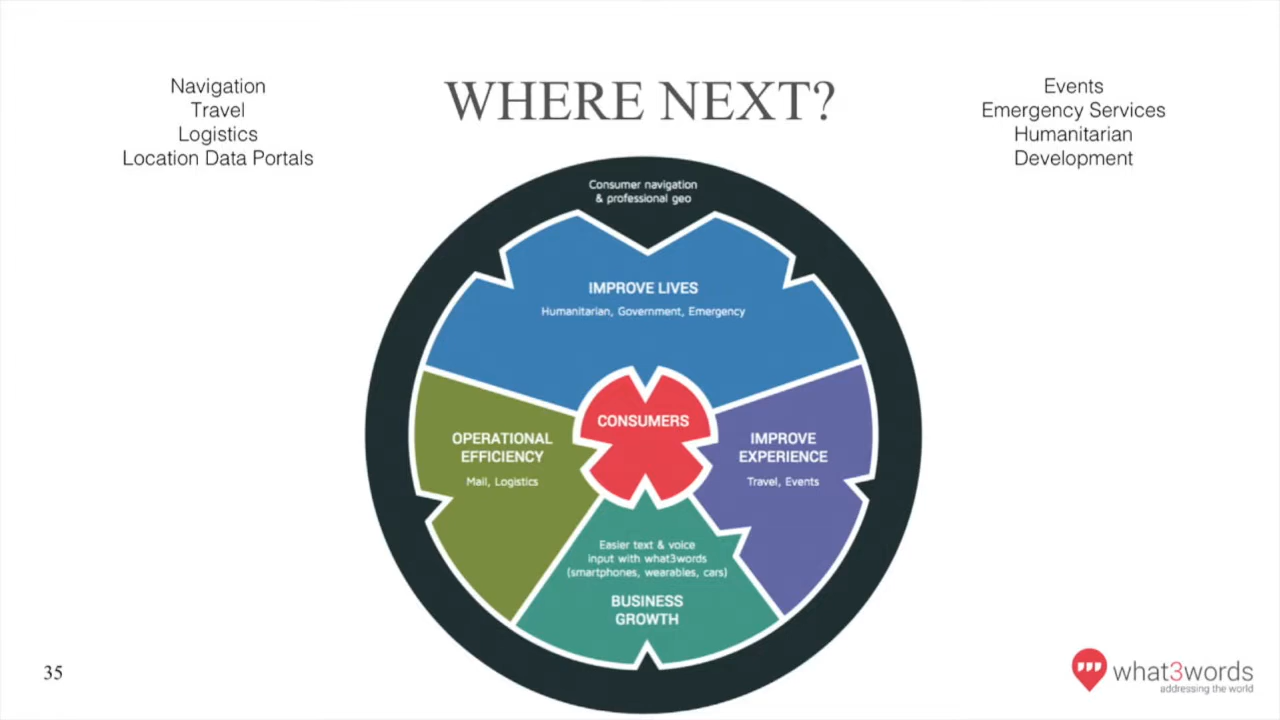 Navigation
Travel
Logistics
Location Data Portals
WHERE NEXT?
Events
Emergency Services
Humanitarian
Development
Consumer navigation
& professional geo
IMPROVE LIVES
Humanitarian, Government, Emergency
CONSUMERS
OPERATIONAL
EFFICIENCY
Mail, Logistics
IMPROVE
EXPERIENCE
Travel, Events
Easier text & voice
input with what3words
(smartphones, wearables, cars)
BUSINESS
GROWTH
35
what3words
addressing the world